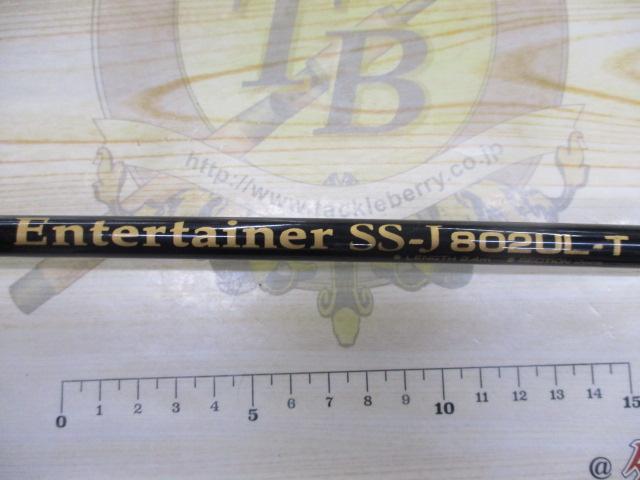 TB
http://www.tackleberry.co.jp
Entertainer SS-J 802UL-T
0 1 2 3 4 5 6 7 8 9 10 11 12 13 14 15
@